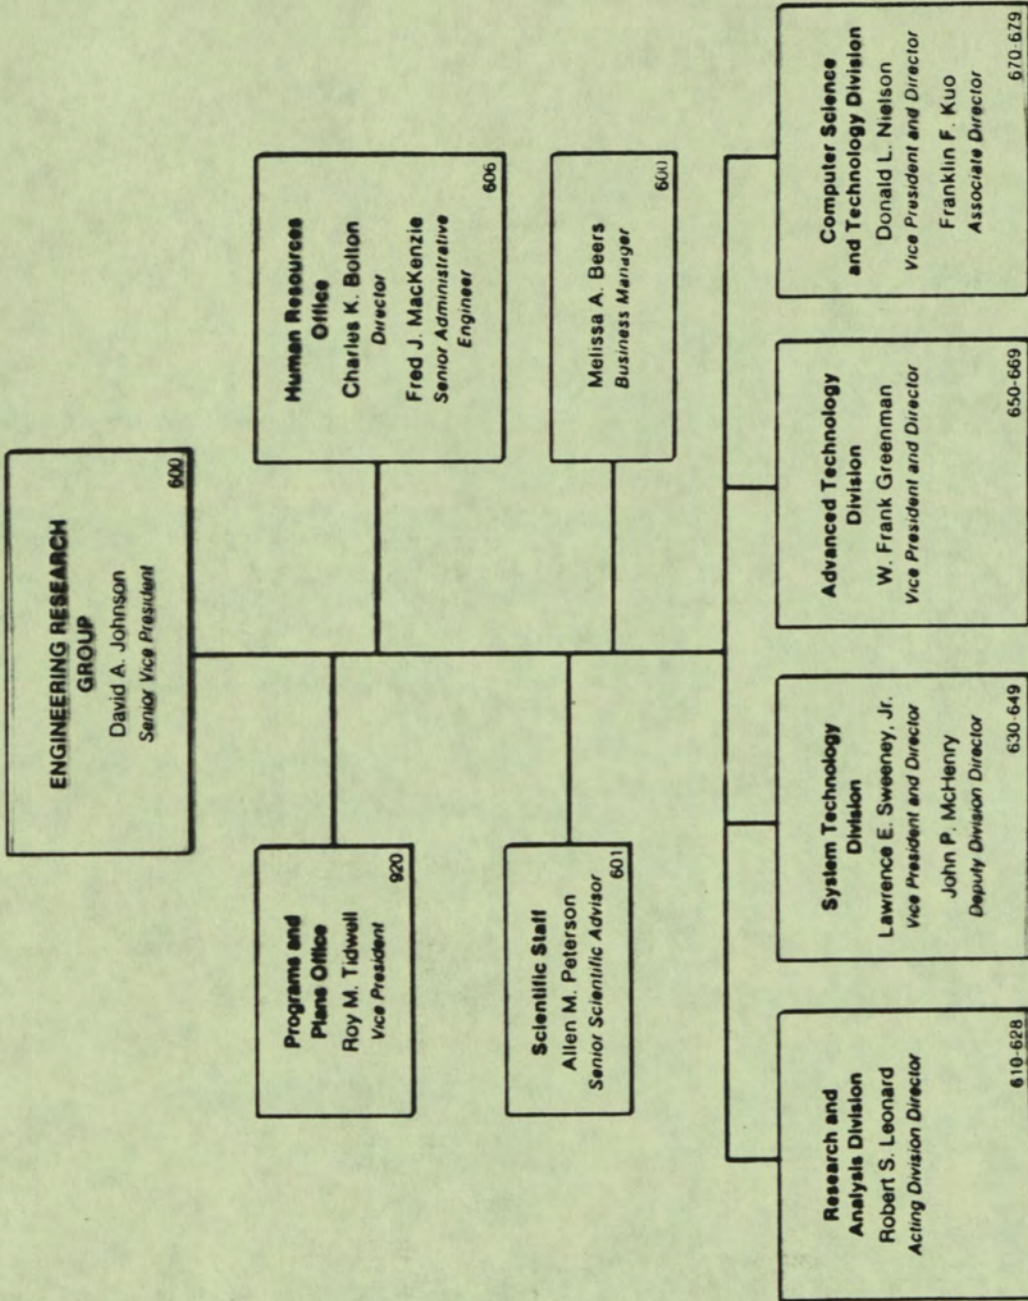 ENGINEERING RESEARCH
GROUP
David A. Johnson
Senior Vice President
600
Programs and
Plans Office
Roy M. Tidwell
Vice President
920
Human Resources
Office
Charles K. Bolton
Director
Fred J. MacKenzie
Senior Administrative
Engineer
606
Scientific Staff
Allen M. Peterson
Senior Scientific Advisor
601
Melissa A. Beers
Business Manager
600
Research and
Analysis Division
Robert S. Leonard
Acting Division Director
610-628
System Technology
Division
Lawrence E. Sweeney, Jr.
Vice President and Director
John P. McHenry
Deputy Division Director
630-649
Advanced Technology
Division
W. Frank Greenman
Vice President and Director
650-669
Computer Science
and Technology Division
Donald L. Nielson
Vice President and Director
Franklin F. Kuo
Associate Director
670-679